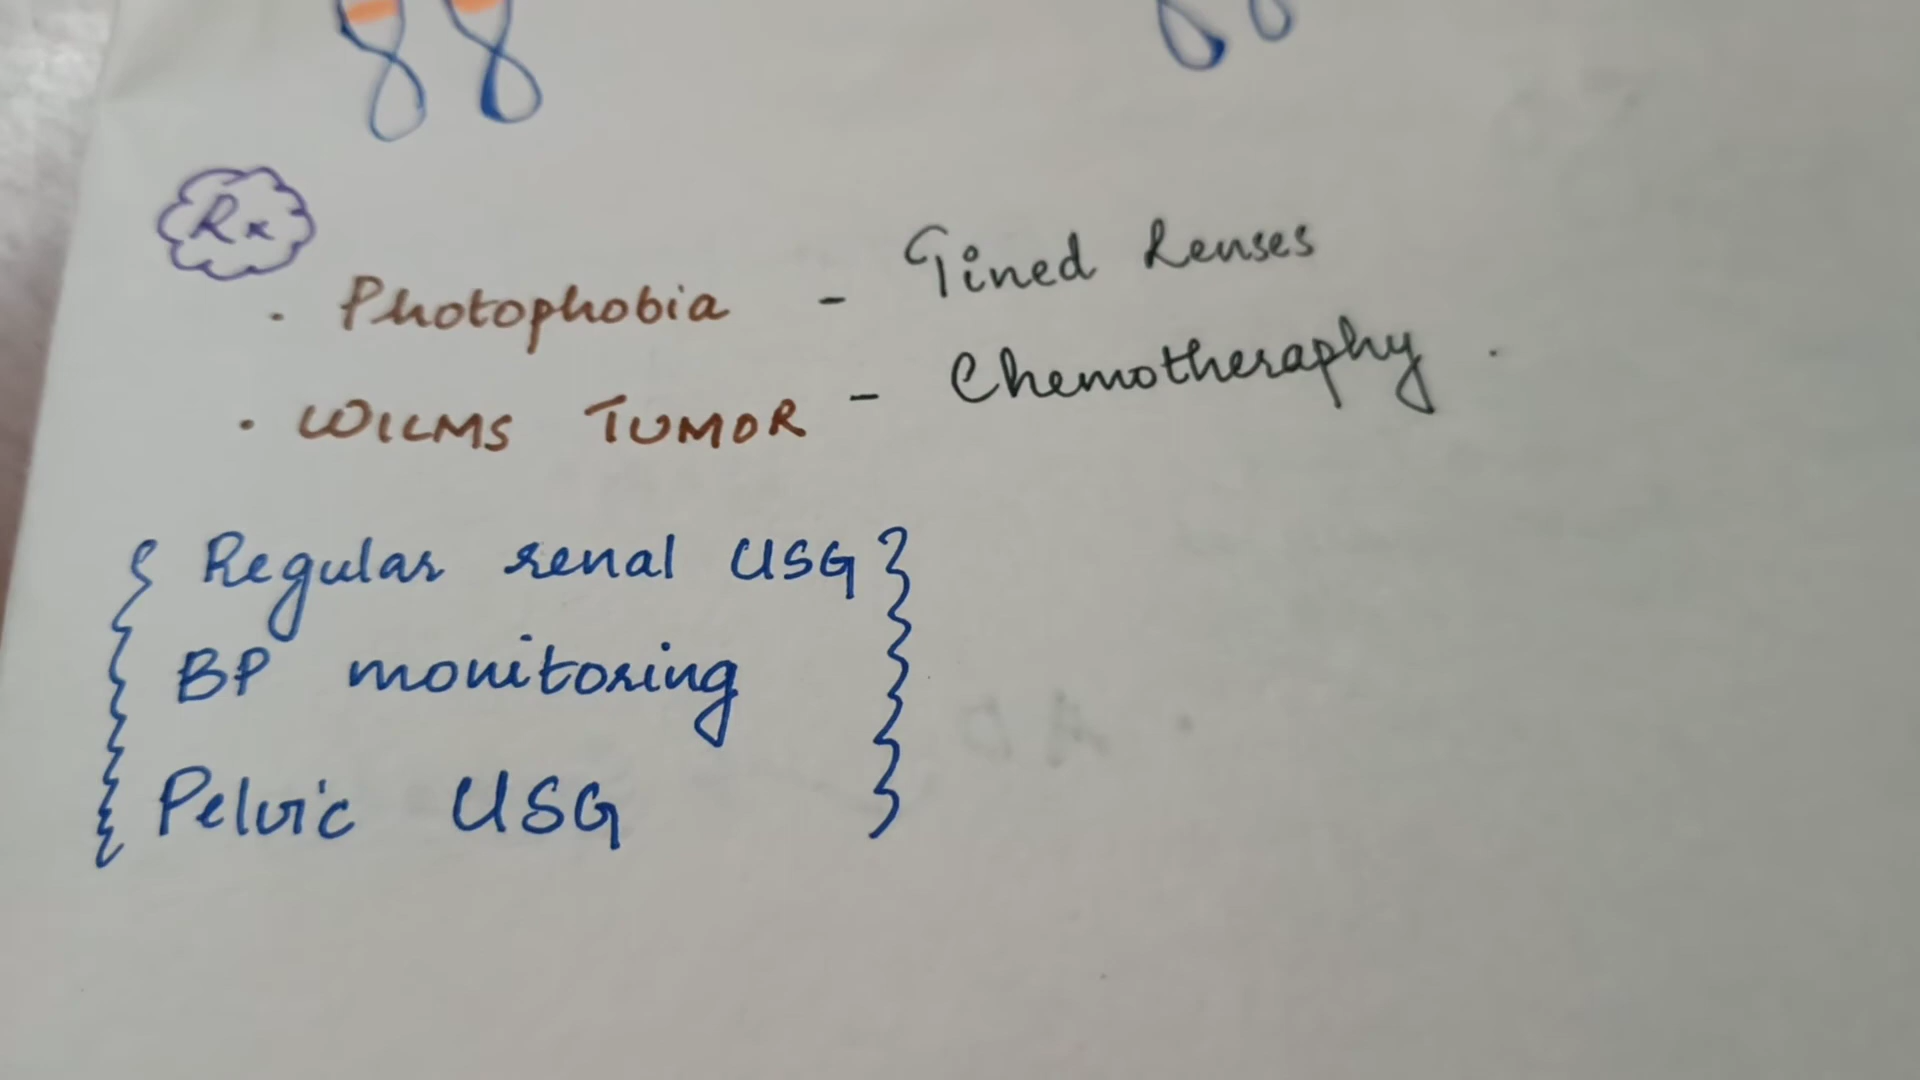 Rx
. Photophobia - Tined Lenses
. WILMS TUMOR - Chemotheraphy .
{ Regular renal USG }
BP monitoring
Pelvic USG